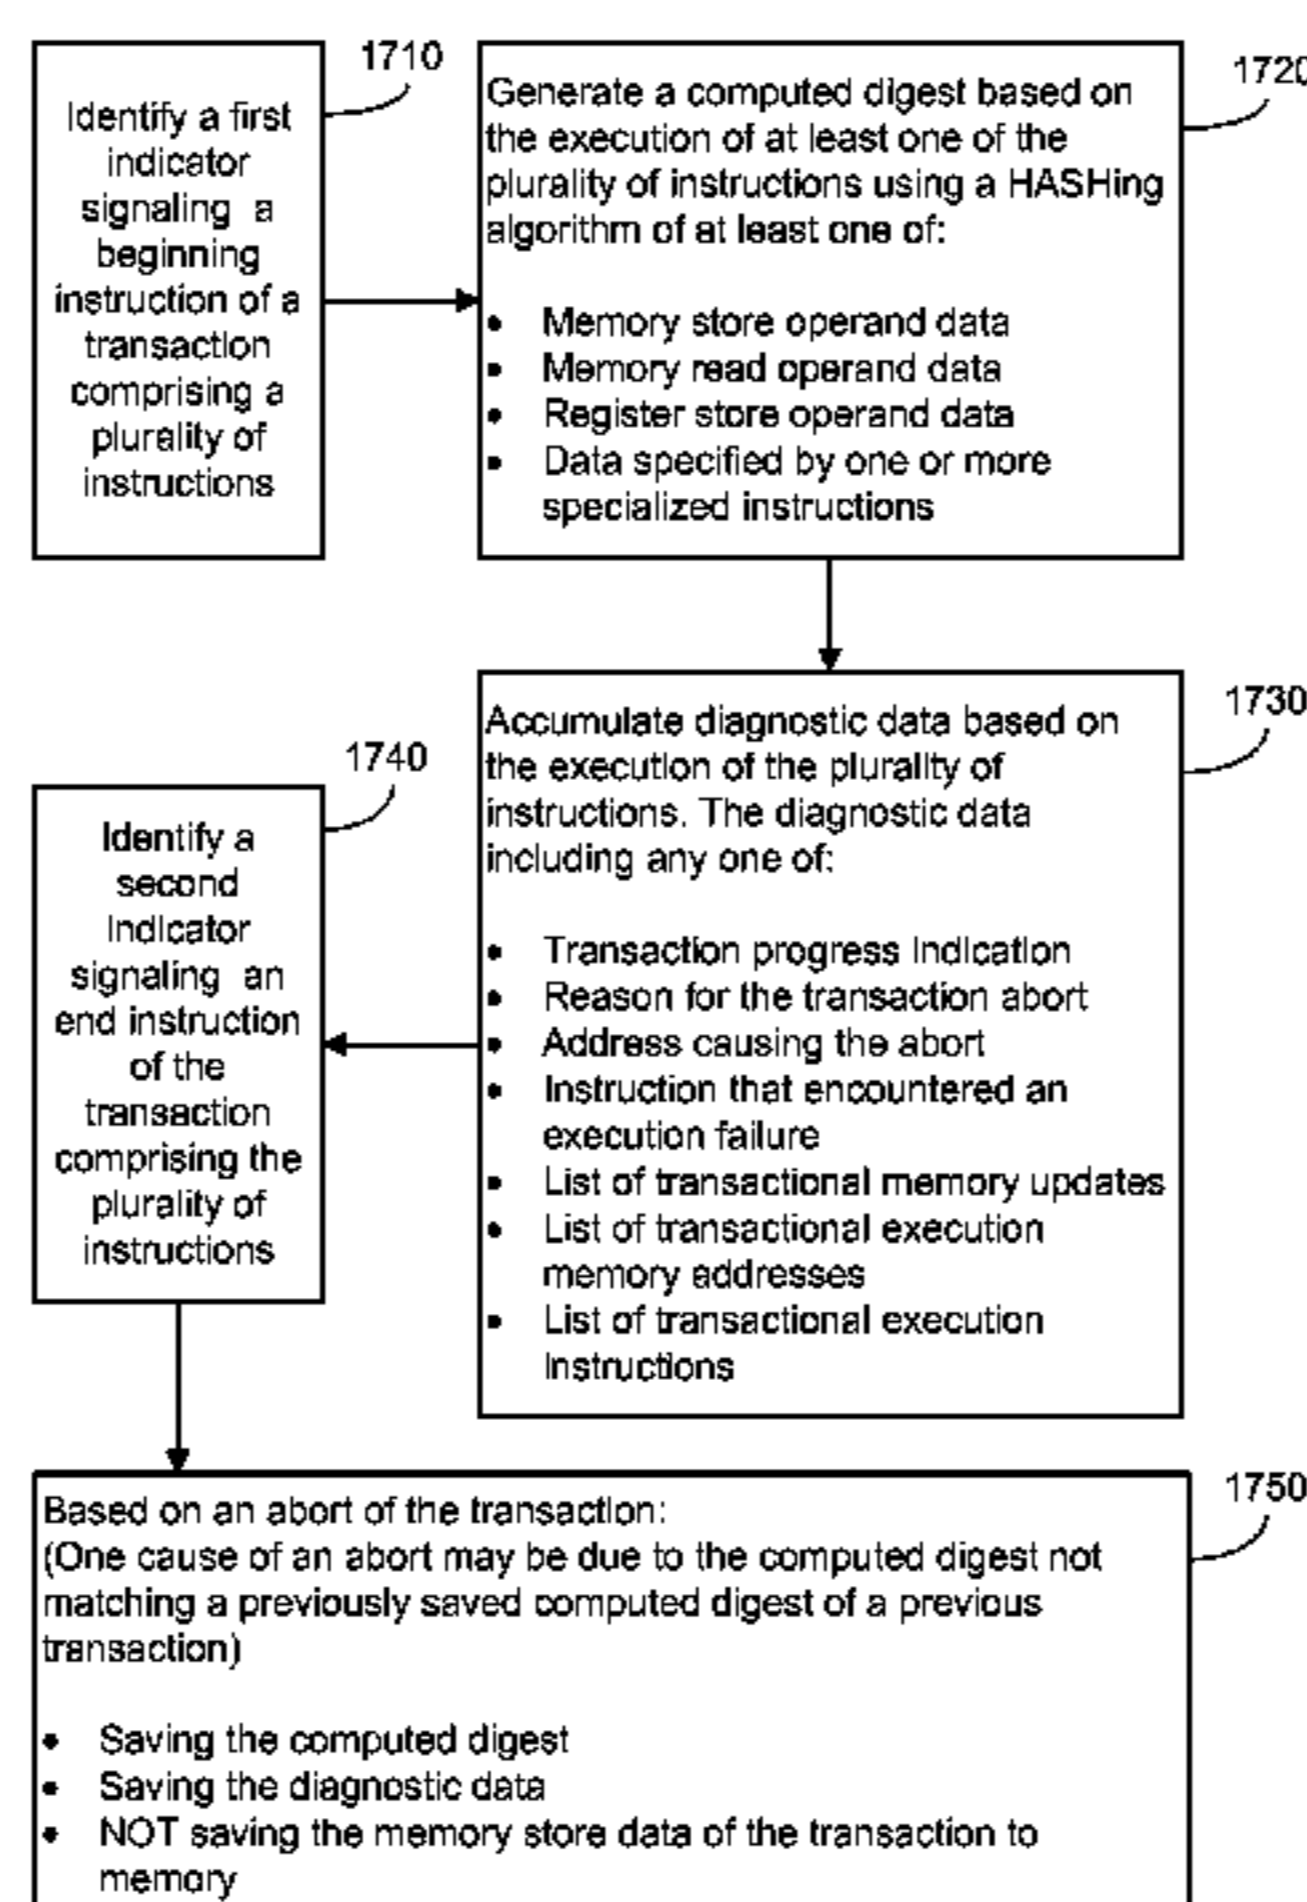 1710
Identify a first
indicator
signaling a
beginning
instruction of a
transaction
comprising a
plurality of
instructions
1720
Generate a computed digest based on
the execution of at least one of the
plurality of instructions using a HASHing
algorithm of at least one of:
• Memory store operand data
• Memory read operand data
• Register store operand data
• Data specified by one or more
specialized instructions
1730
Accumulate diagnostic data based on
the execution of the plurality of
instructions. The diagnostic data
including any one of:
• Transaction progress indication
• Reason for the transaction abort
• Address causing the abort
• Instruction that encountered an
execution failure
• List of transactional memory updates
• List of transactional execution
memory addresses
• List of transactional execution
Instructions
1740
Identify a
second
indicator
signaling an
end instruction
of the
transaction
comprising the
plurality of
instructions
1750
Based on an abort of the transaction:
(One cause of an abort may be due to the computed digest not
matching a previously saved computed digest of a previous
transaction)
• Saving the computed digest
• Saving the diagnostic data
• NOT saving the memory store data of the transaction to
memory